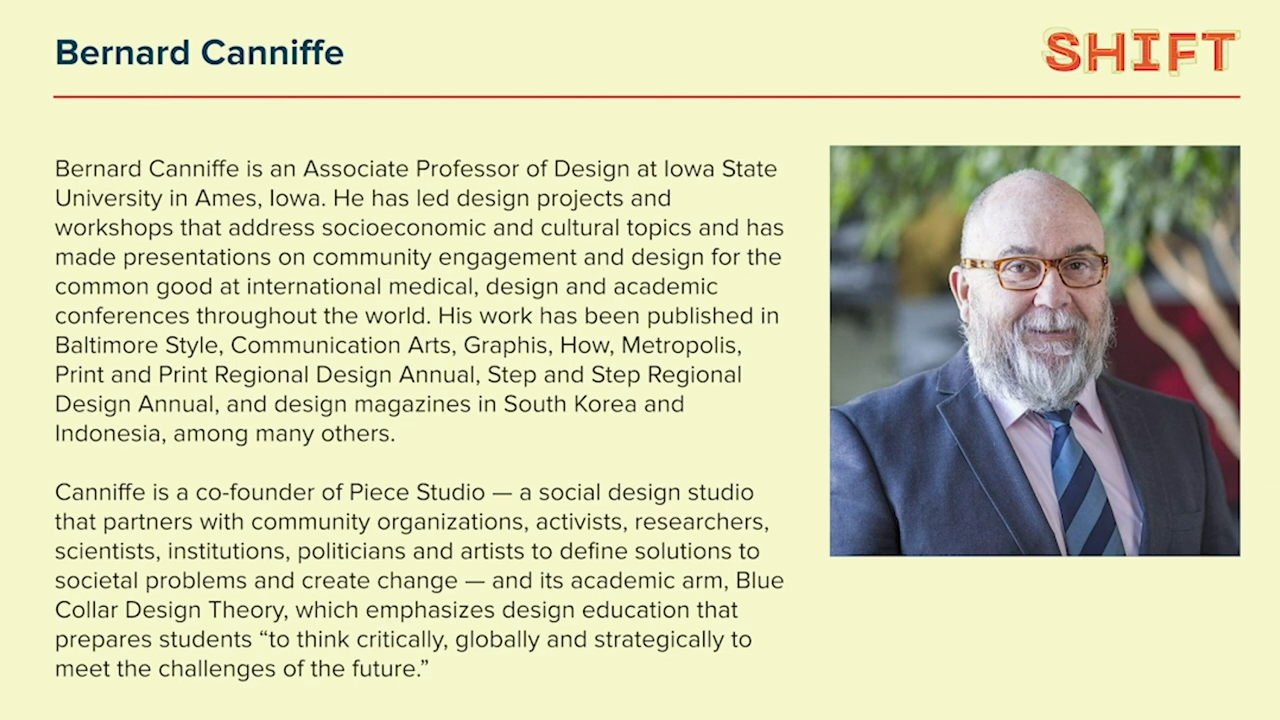 Bernard Canniffe
SHIFT
Bernard Canniffe is an Associate Professor of Design at Iowa State
University in Ames, Iowa. He has led design projects and
workshops that address socioeconomic and cultural topics and has
made presentations on community engagement and design for the
common good at international medical, design and academic
conferences throughout the world. His work has been published in
Baltimore Style, Communication Arts, Graphis, How, Metropolis,
Print and Print Regional Design Annual, Step and Step Regional
Design Annual, and design magazines in South Korea and
Indonesia, among many others.
Canniffe is a co-founder of Piece Studio — a social design studio
that partners with community organizations, activists, researchers,
scientists, institutions, politicians and artists to define solutions to
societal problems and create change — and its academic arm, Blue
Collar Design Theory, which emphasizes design education that
prepares students “to think critically, globally and strategically to
meet the challenges of the future.”